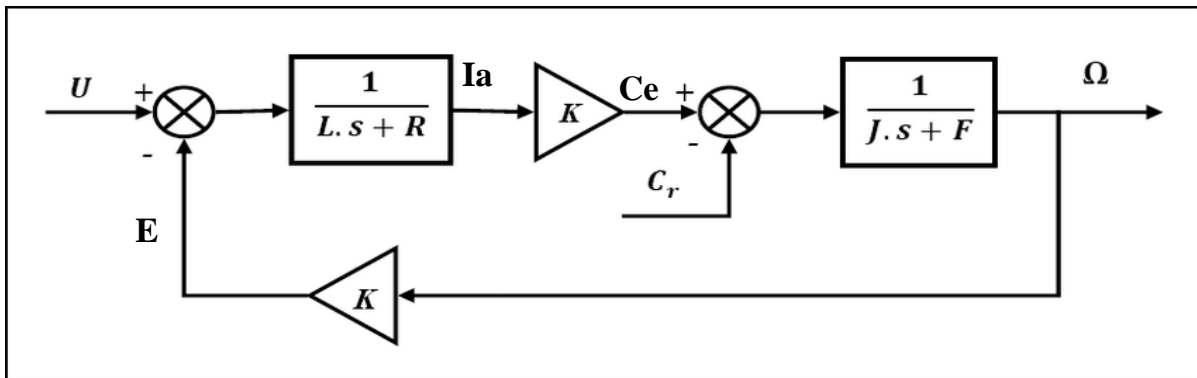 U
+
-
1
L.s + R
Ia
K
Ce
+
-
C_r
1
J.s + F
Ω
E
K